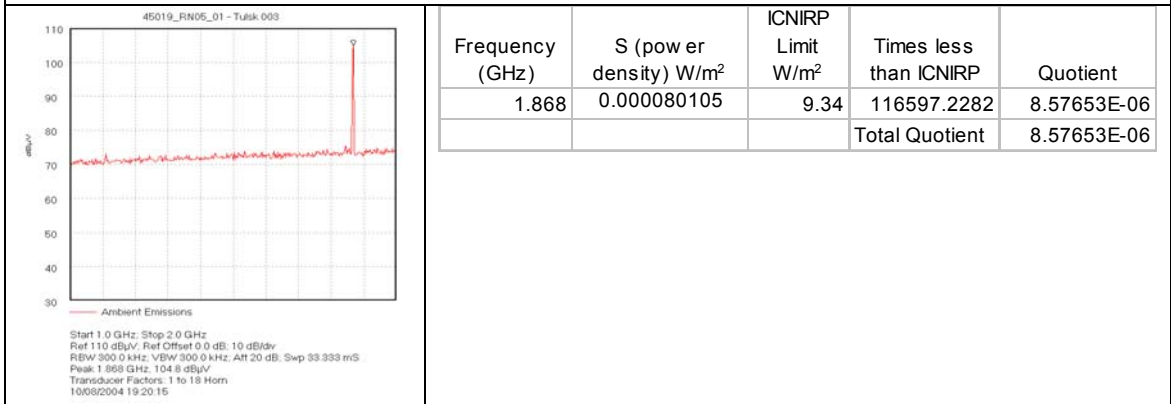 45019_RN05_01 - Tulsk 003
110
100
90
80
70
60
50
40
30
dBµV
Ambient Emissions
Start 1.0 GHz; Stop 2.0 GHz
Ref 110 dBµV; Ref Offset 0.0 dB; 10 dB/div
RBW 300.0 kHz; VBW 300.0 kHz; Att 20 dB; Swp 33.333 mS
Peak 1.868 GHz, 104.8 dBµV
Transducer Factors: 1 to 18 Horn
10/08/2004 19:20:15
Frequency (GHz)
S (pow er density) W/m²
ICNIRP Limit W/m²
Times less than ICNIRP
Quotient
1.868 0.000080105 9.34 116597.2282 8.57653E-06
Total Quotient 8.57653E-06